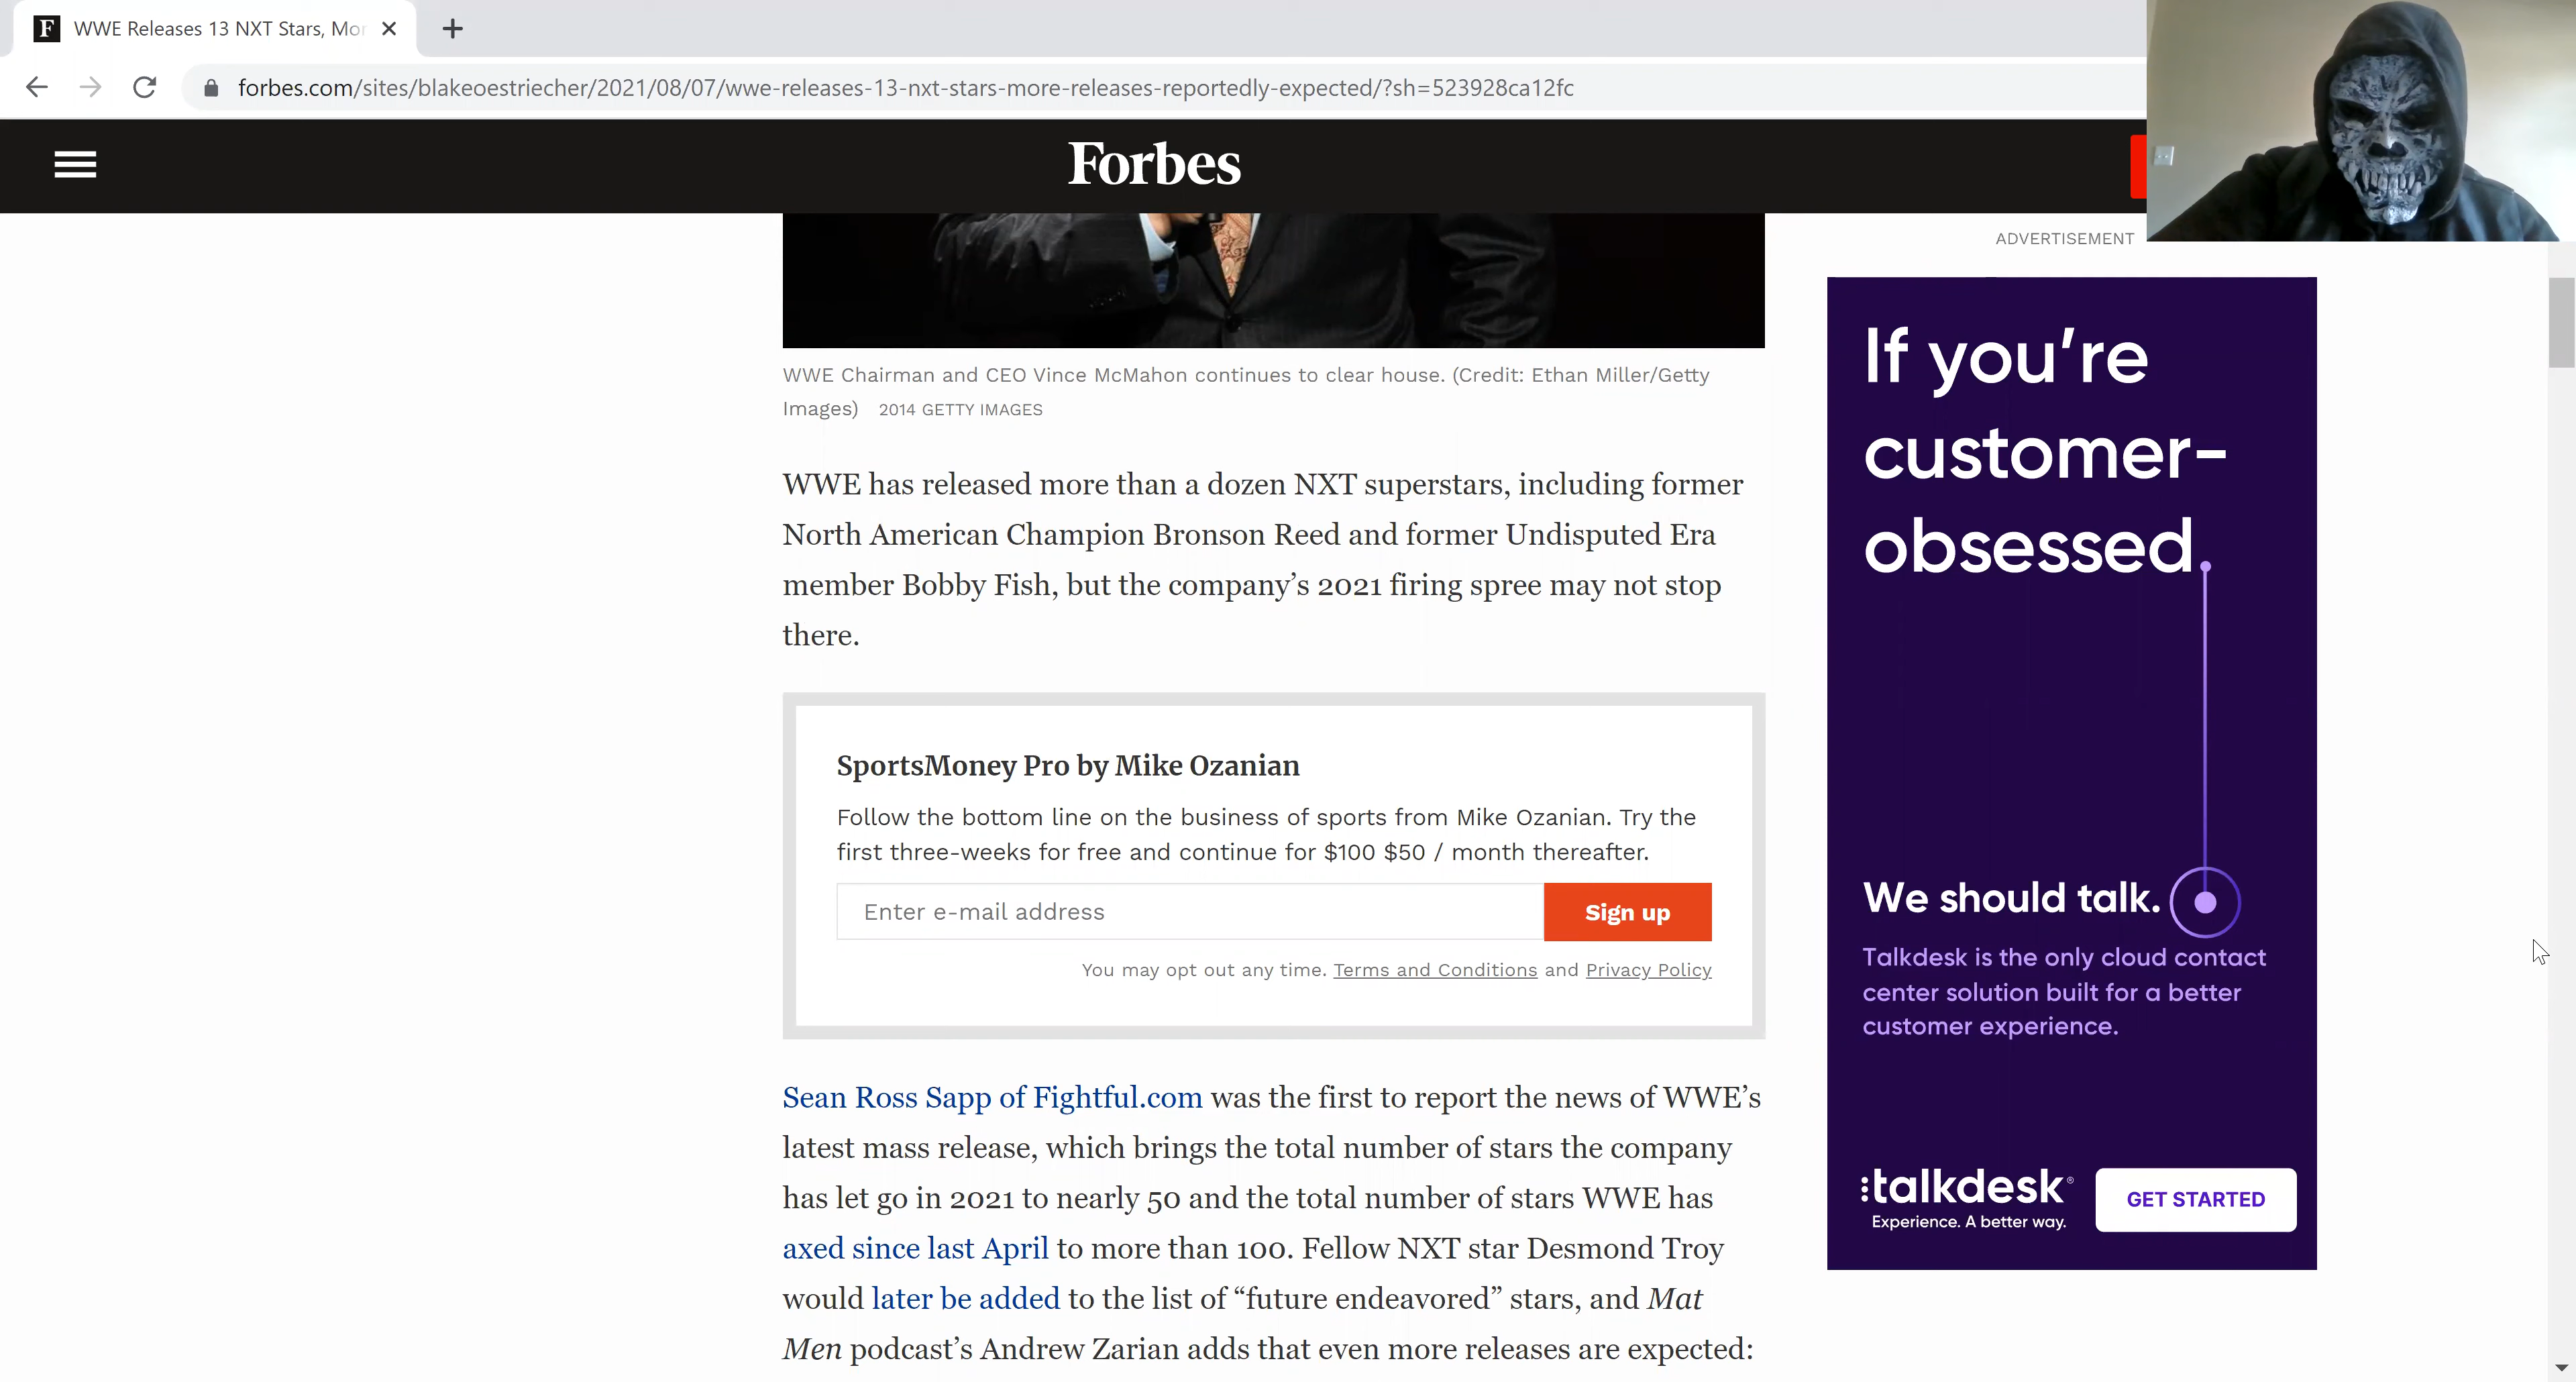 F WWE Releases 13 NXT Stars, Mor
forbes.com/sites/blakeoestriecher/2021/08/07/wwe-releases-13-nxt-stars-more-releases-reportedly-expected/?sh=523928ca12fc
Forbes
ADVERTISEMENT
WWE Chairman and CEO Vince McMahon continues to clear house. (Credit: Ethan Miller/Getty
Images) 2014 GETTY IMAGES
WWE has released more than a dozen NXT superstars, including former
North American Champion Bronson Reed and former Undisputed Era
member Bobby Fish, but the company’s 2021 firing spree may not stop
there.
SportsMoney Pro by Mike Ozanian
Follow the bottom line on the business of sports from Mike Ozanian. Try the
first three-weeks for free and continue for $100 $50 / month thereafter.
Enter e-mail address
Sign up
You may opt out any time. Terms and Conditions and Privacy Policy
Sean Ross Sapp of Fightful.com was the first to report the news of WWE’s
latest mass release, which brings the total number of stars the company
has let go in 2021 to nearly 50 and the total number of stars WWE has
axed since last April to more than 100. Fellow NXT star Desmond Troy
would later be added to the list of “future endeavored” stars, and Mat
Men podcast’s Andrew Zarian adds that even more releases are expected:
If you’re
customer-
obsessed.
We should talk.
Talkdesk is the only cloud contact
center solution built for a better
customer experience.
:talkdesk®
Experience. A better way.
GET STARTED